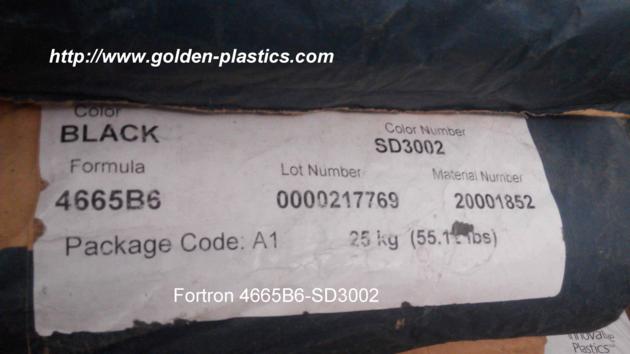 http://www.golden-plastics.com
Color
BLACK
Color Number
SD3002
Formula
4665B6
Lot Number
0000217769
Material Number
20001852
Package Code: A1
25 kg
Fortron 4665B6-SD3002
Plastics